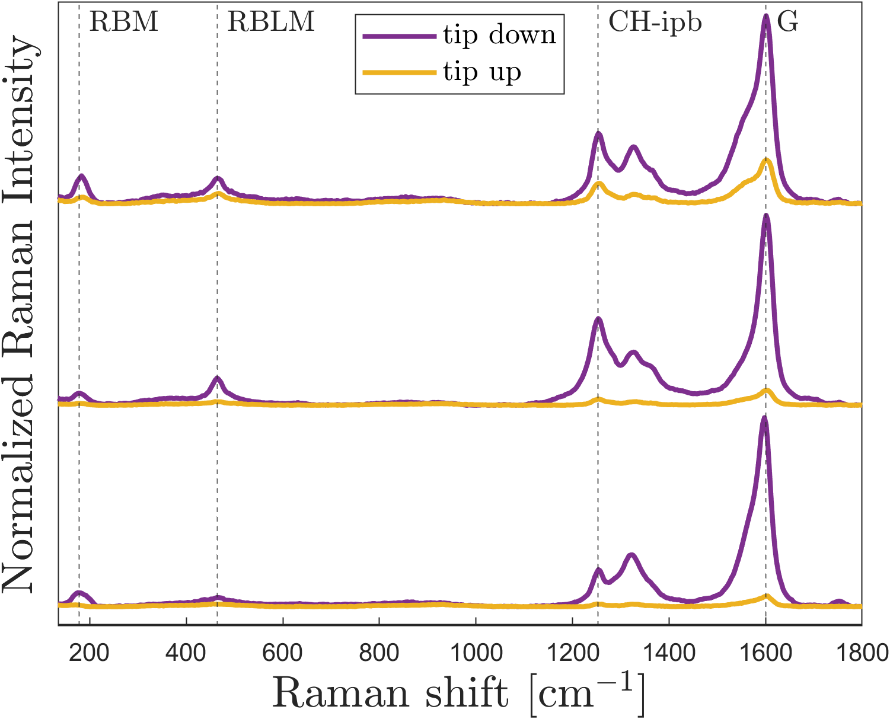 RBM RBLM CH-ipb G
tip down
tip up
Normalized Raman Intensity
200 400 600 800 1000 1200 1400 1600 1800
Raman shift [cm⁻¹]